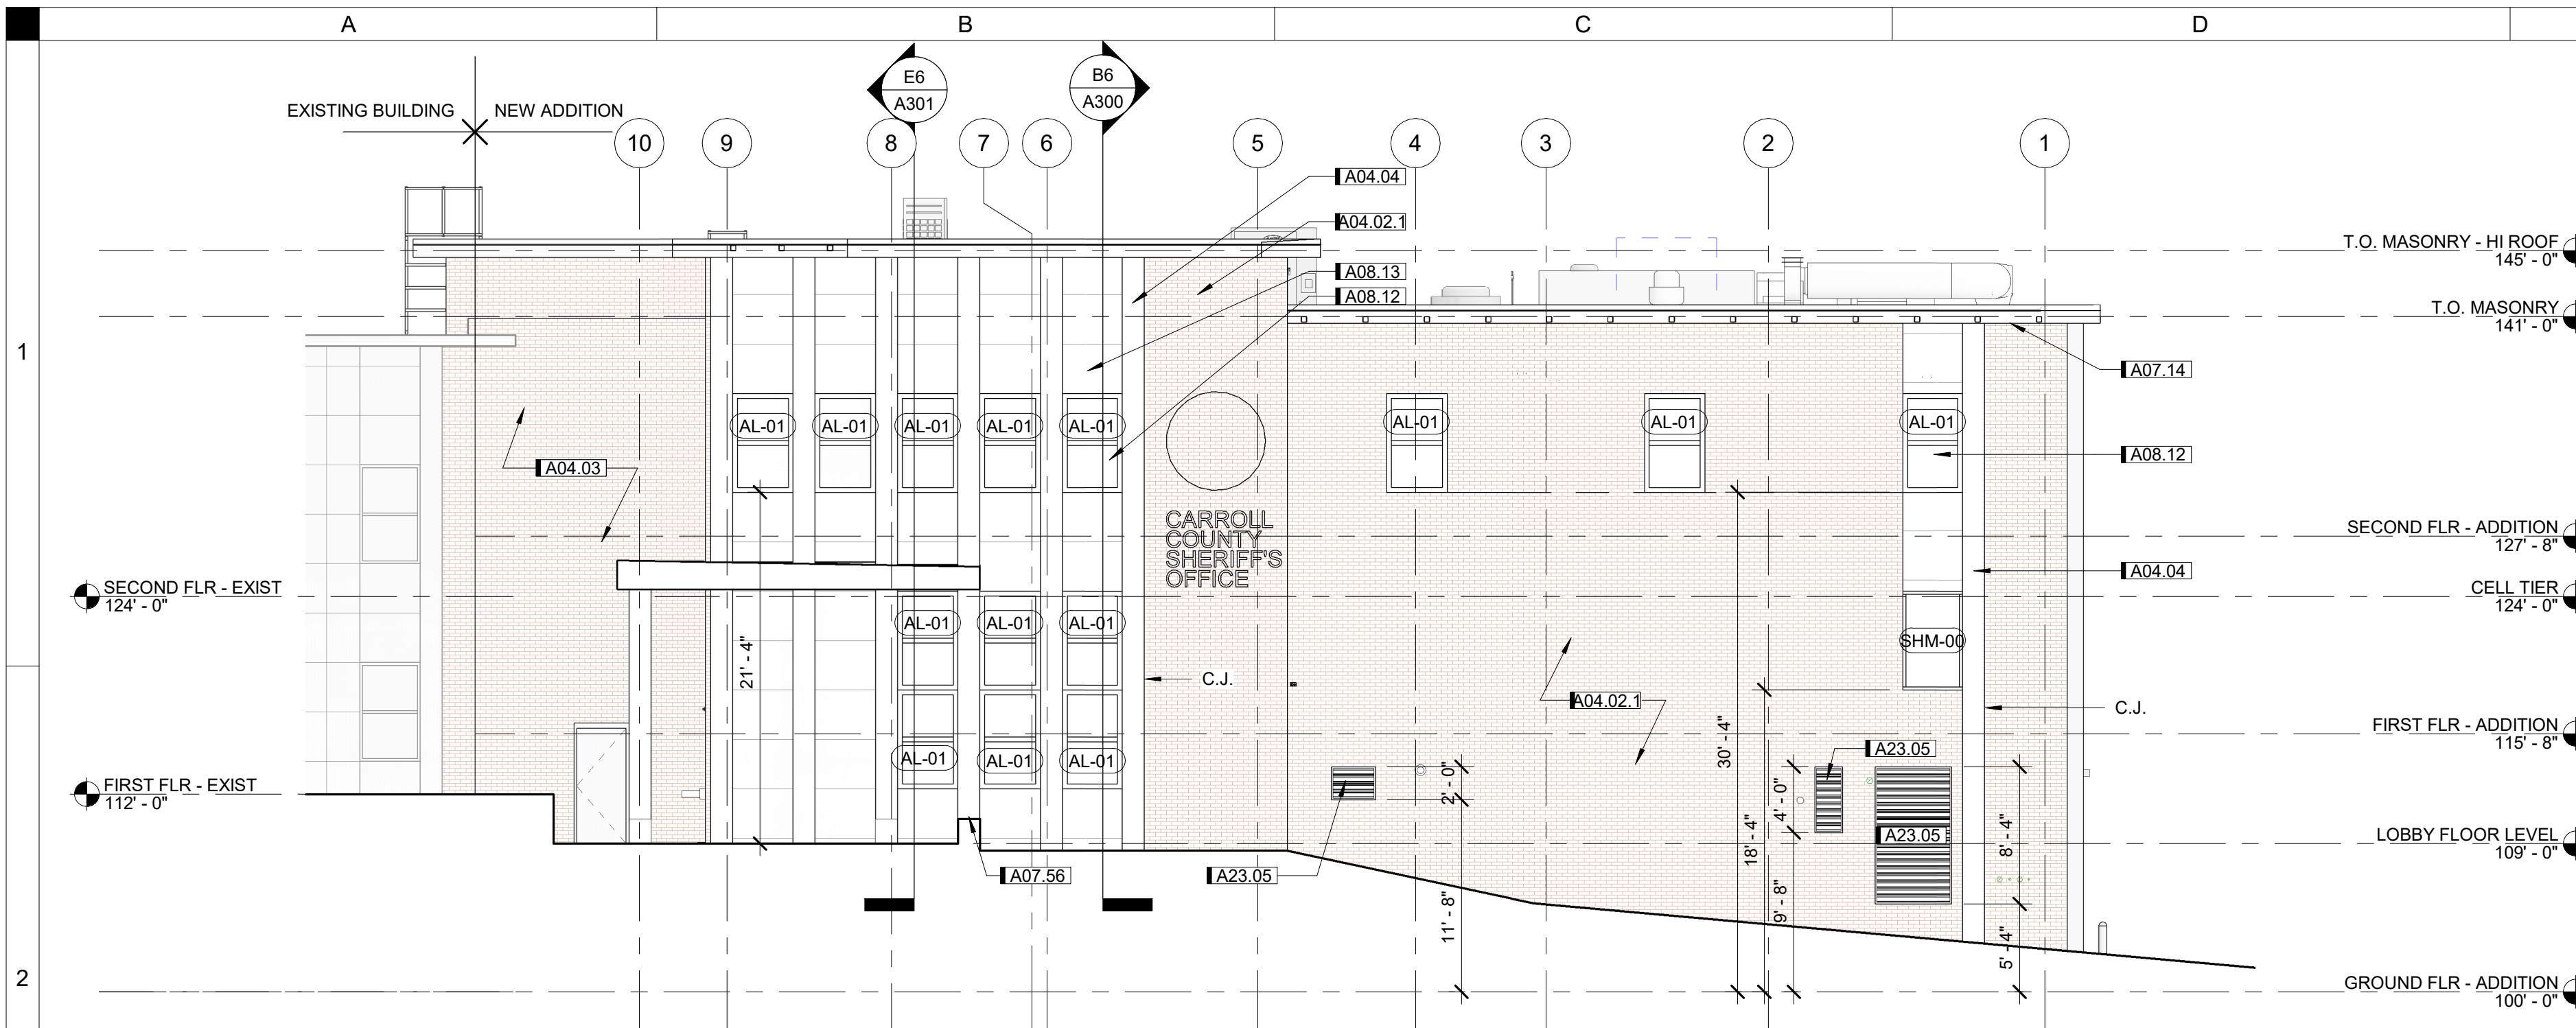 A B C D
E6
A301
B6
A300
EXISTING BUILDING NEW ADDITION
10 9 8 7 6 5 4 3 2 1
A04.04
A04.02.1
A08.13
A08.12
T.O. MASONRY - HI ROOF
145' - 0"
T.O. MASONRY
141' - 0"
1
A07.14
AL-01 AL-01 AL-01 AL-01 AL-01 AL-01 AL-01 AL-01
A08.12
A04.03
CARROLL
COUNTY
SHERIFF'S
OFFICE
SECOND FLR - ADDITION
127' - 8"
A04.04
SECOND FLR - EXIST
124' - 0"
CELL TIER
124' - 0"
AL-01 AL-01 AL-01
SHM-00
21' - 4"
C.J.
A04.02.1
C.J.
30' - 4"
FIRST FLR - ADDITION
115' - 8"
A23.05
AL-01 AL-01 AL-01
FIRST FLR - EXIST
112' - 0"
2' - 0"
4' - 0"
A23.05
8' - 4"
18' - 4"
LOBBY FLOOR LEVEL
109' - 0"
A07.56
A23.05
11' - 8"
9' - 8"
5' - 4"
2
GROUND FLR - ADDITION
100' - 0"